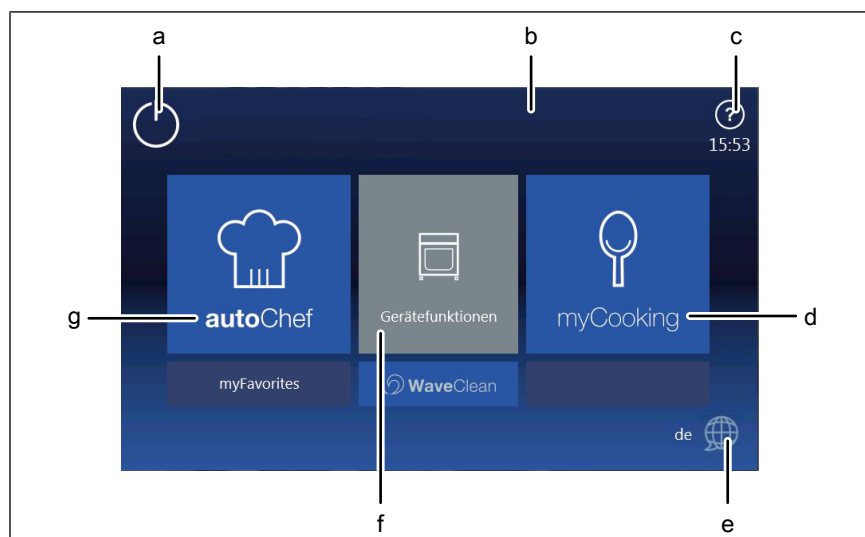 a
b
c
?
15:53
autoChef
Gerätefunktionen
myCooking
g
d
myFavorites
WaveClean
de
f
e